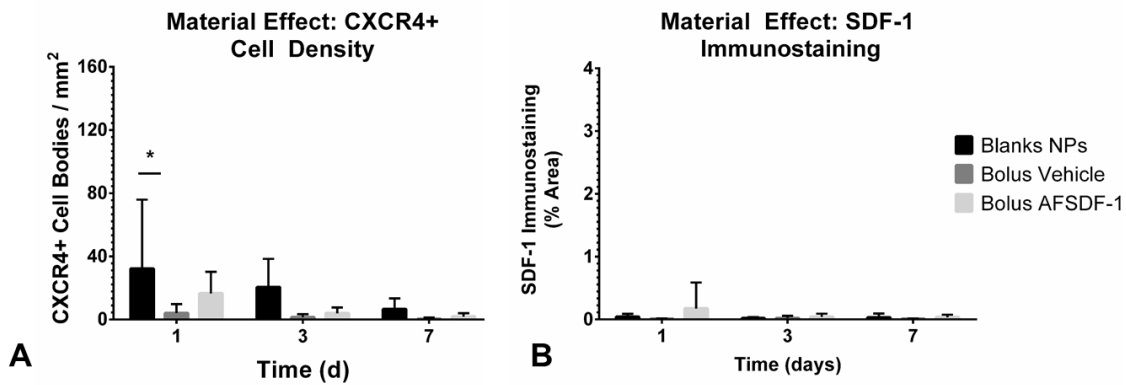 Material Effect: CXCR4+
Cell Density
CXCR4+ Cell Bodies / mm²
160
120
80
40
0
*
1
3
7
Time (d)
A
Material Effect: SDF-1
Immunostaining
SDF-1 Immunostaining
(% Area)
4
3
2
1
0
1
3
7
Time (days)
B
Blanks NPs
Bolus Vehicle
Bolus AFSDF-1